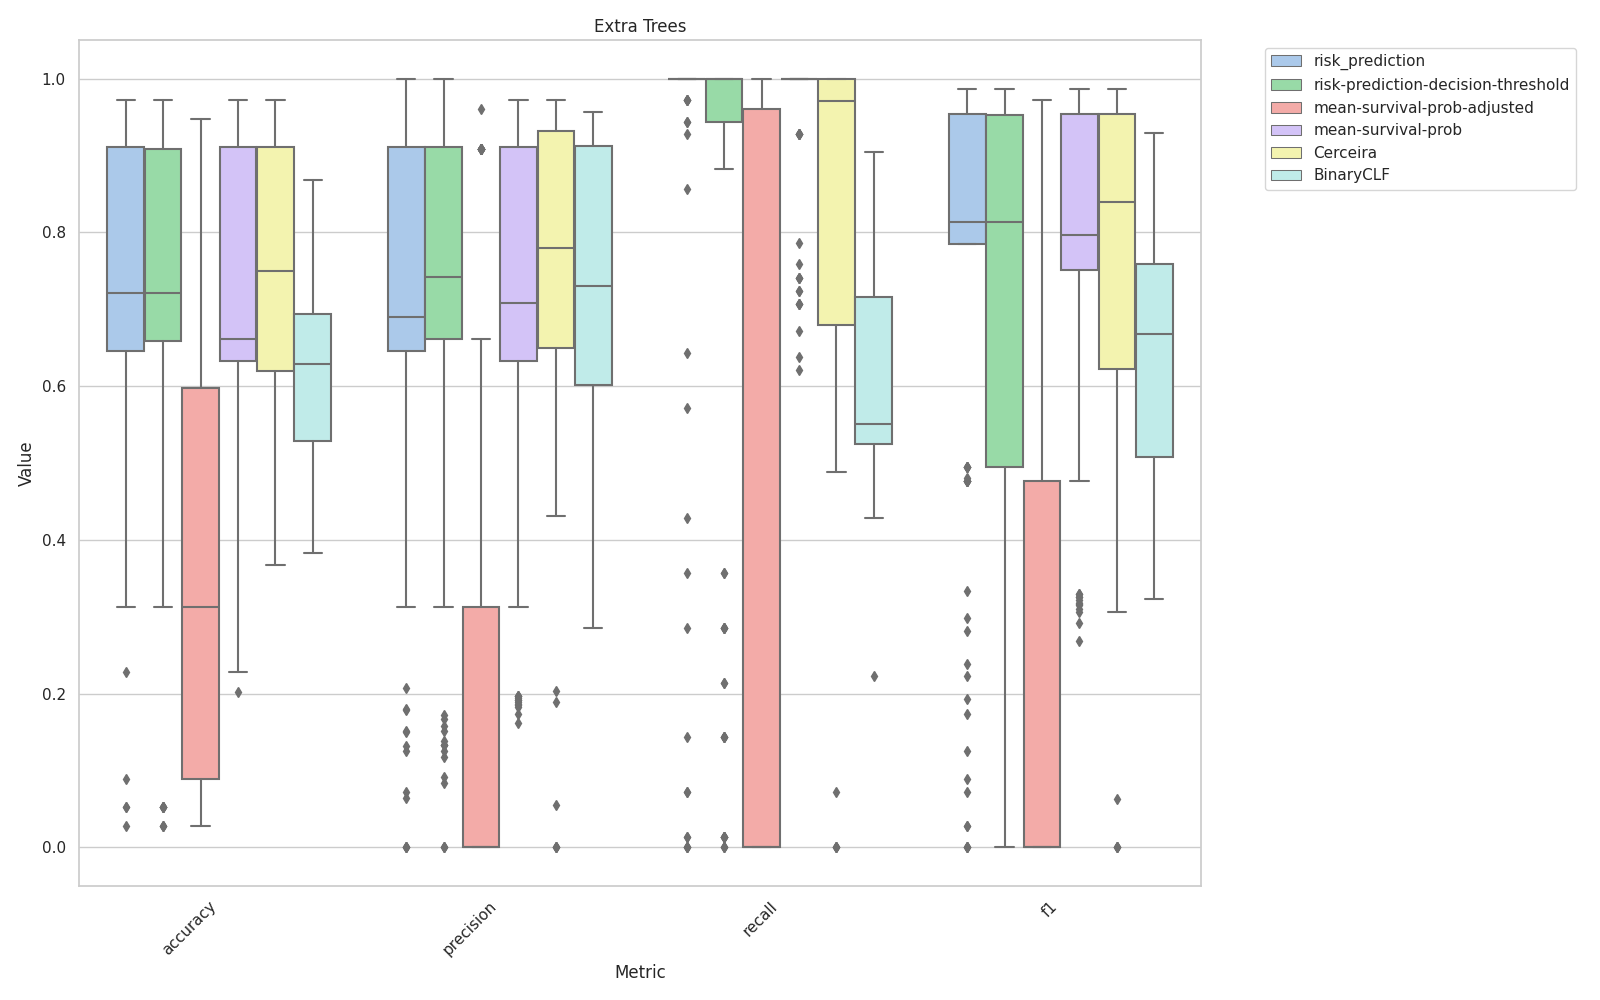 Extra Trees
1.0
0.8
0.6
0.4
0.2
0.0
Value
accuracy
precision
recall
f1
Metric
risk_prediction
risk-prediction-decision-threshold
mean-survival-prob-adjusted
mean-survival-prob
Cerceira
BinaryCLF